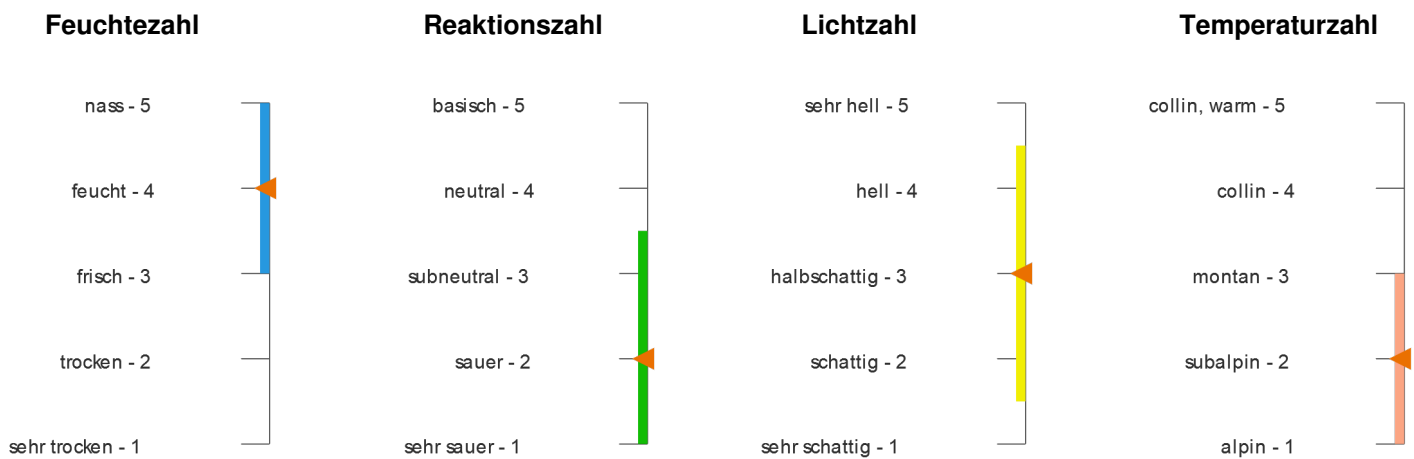 Feuchtezahl
nass - 5
feucht - 4
frisch - 3
trocken - 2
sehr trocken - 1
Reaktionszahl
basisch - 5
neutral - 4
subneutral - 3
sauer - 2
sehr sauer - 1
Lichtzahl
sehr hell - 5
hell - 4
halbschattig - 3
schattig - 2
sehr schattig - 1
Temperaturzahl
collin, warm - 5
collin - 4
montan - 3
subalpin - 2
alpin - 1